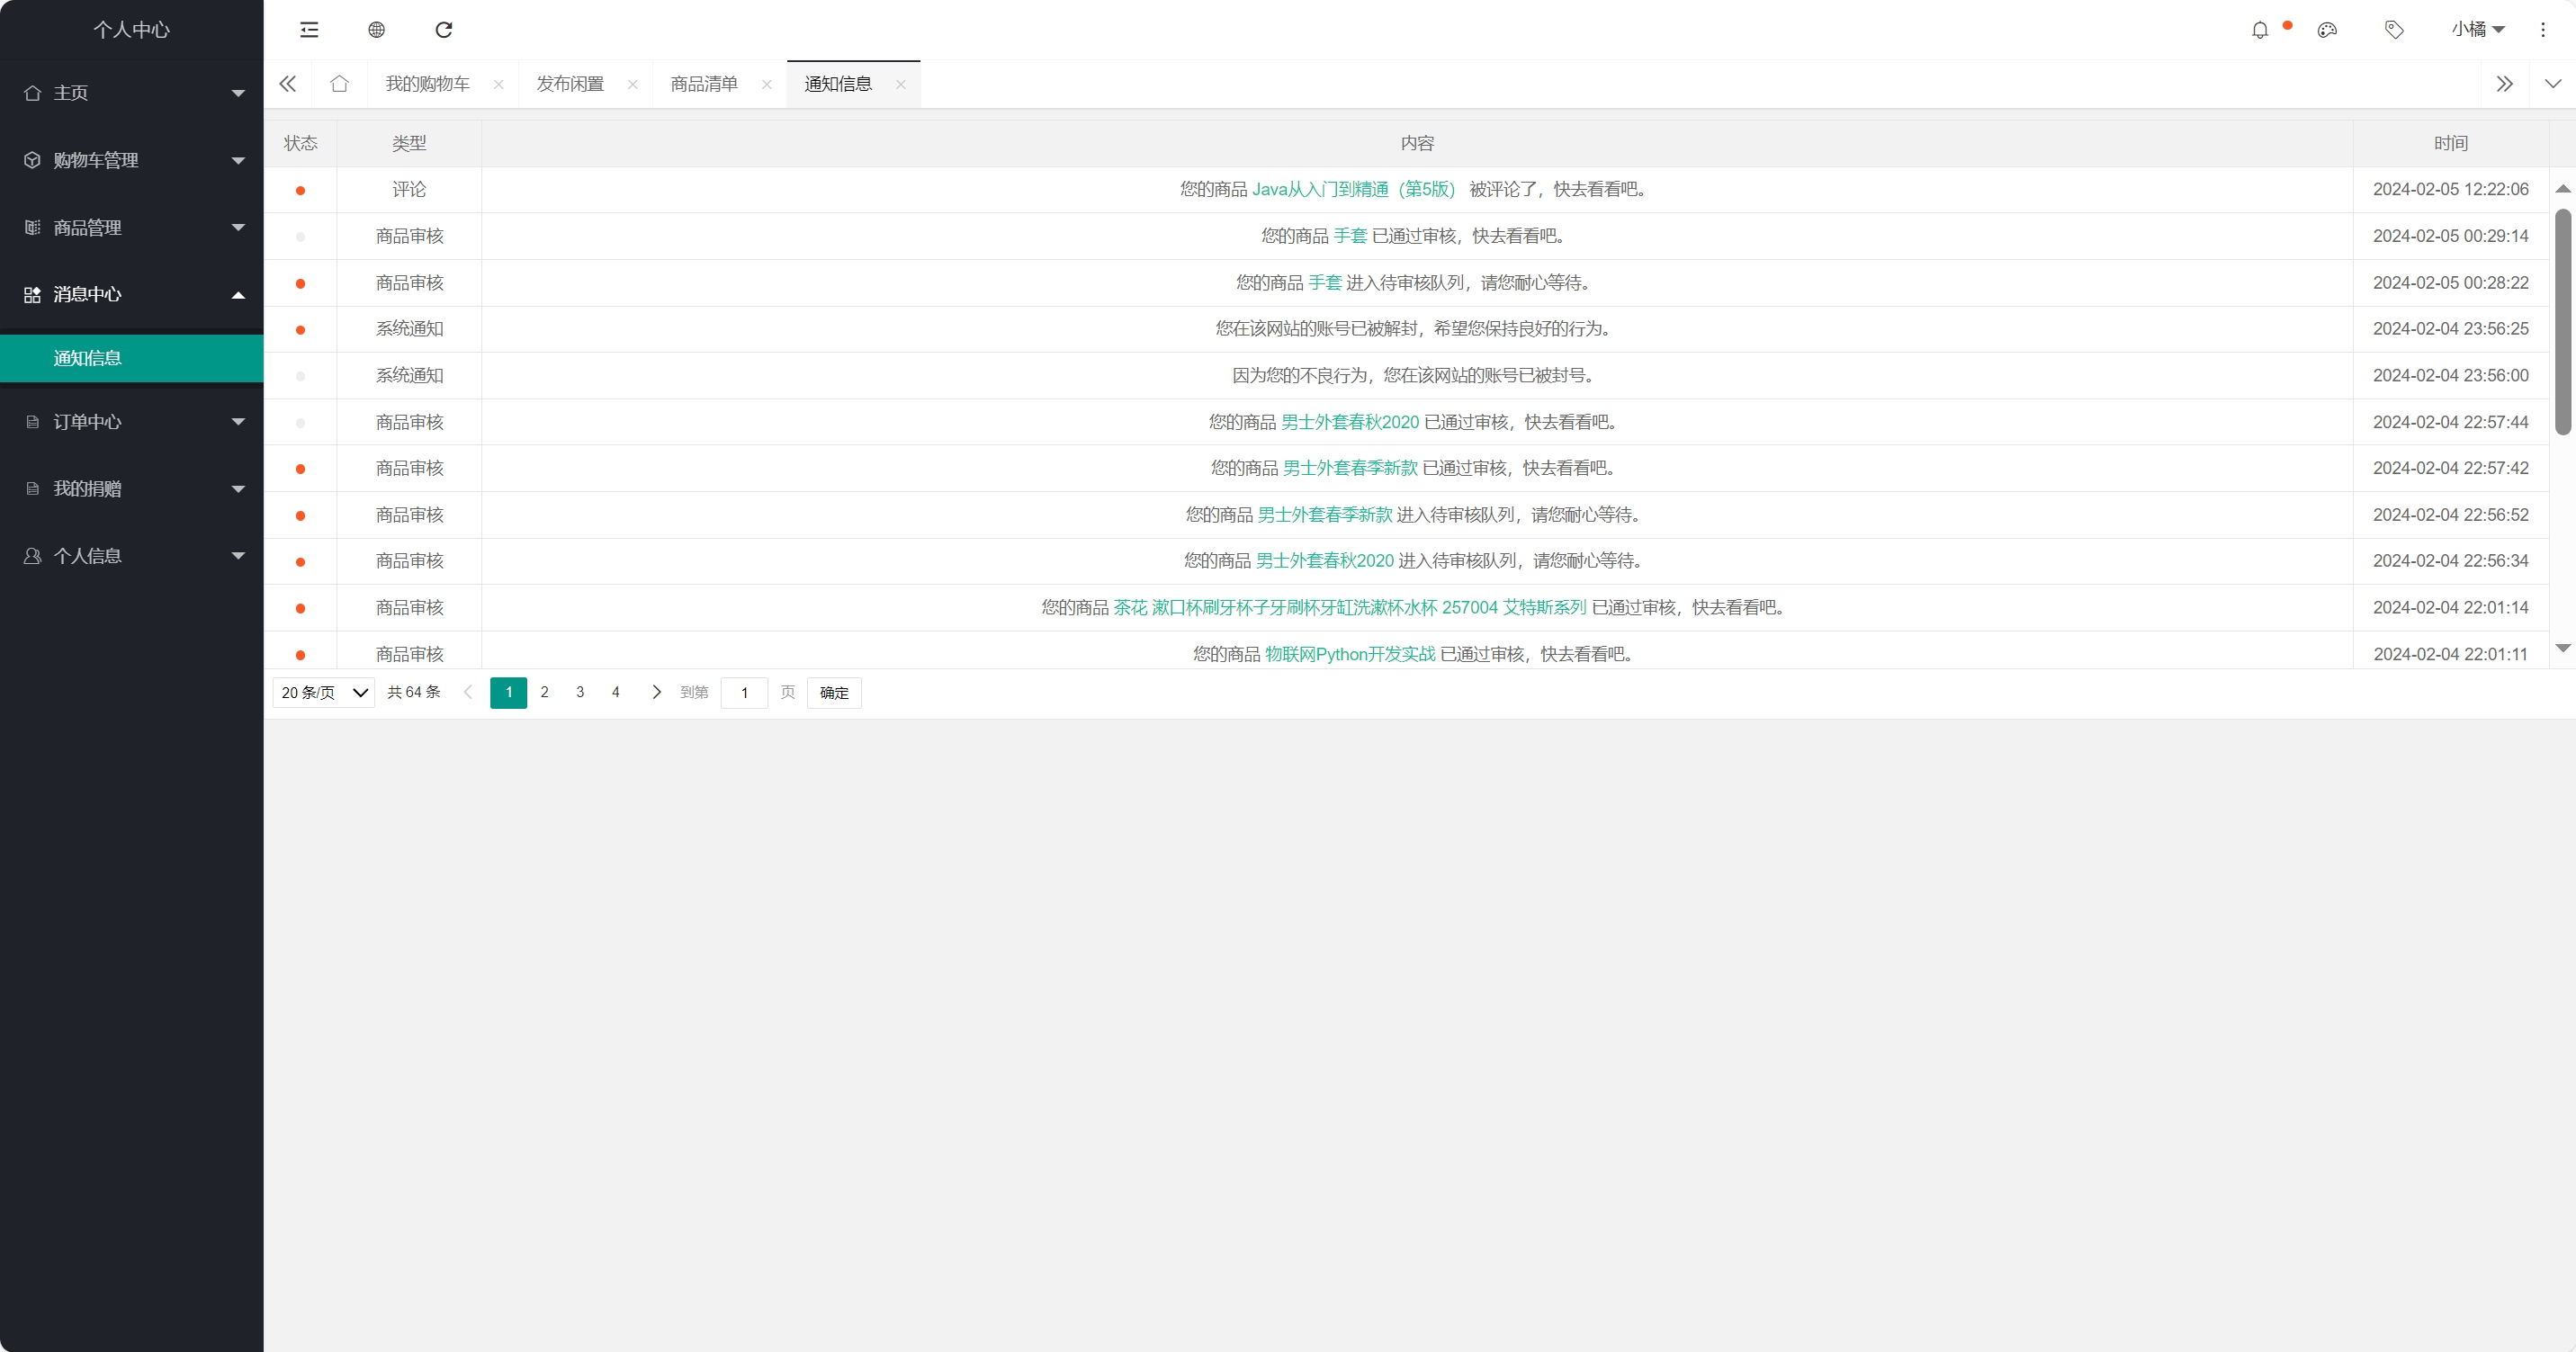 个人中心
小橘
主页
购物车管理
商品管理
消息中心
通知信息
订单中心
我的捐赠
个人信息
我的购物车 发布闲置 商品清单 通知信息
状态 类型 内容 时间
评论 您的商品 Java从入门到精通（第5版） 被评论了，快去看看吧。 2024-02-05 12:22:06
商品审核 您的商品 手套 已通过审核，快去看看吧。 2024-02-05 00:29:14
商品审核 您的商品 手套 进入待审核队列，请您耐心等待。 2024-02-05 00:28:22
系统通知 您在该网站的账号已被解封，希望您保持良好的行为。 2024-02-04 23:56:25
系统通知 因为您的不良行为，您在该网站的账号已被封号。 2024-02-04 23:56:00
商品审核 您的商品 男士外套春秋2020 已通过审核，快去看看吧。 2024-02-04 22:57:44
商品审核 您的商品 男士外套春季新款 已通过审核，快去看看吧。 2024-02-04 22:57:42
商品审核 您的商品 男士外套春季新款 进入待审核队列，请您耐心等待。 2024-02-04 22:56:52
商品审核 您的商品 男士外套春秋2020 进入待审核队列，请您耐心等待。 2024-02-04 22:56:34
商品审核 您的商品 茶花 漱口杯刷牙杯子牙刷杯牙缸洗漱杯水杯 257004 艾特斯系列 已通过审核，快去看看吧。 2024-02-04 22:01:14
商品审核 您的商品 物联网Python开发实战 已通过审核，快去看看吧。 2024-02-04 22:01:11
20 条/页 共 64 条 1 2 3 4 到第 1 页 确定